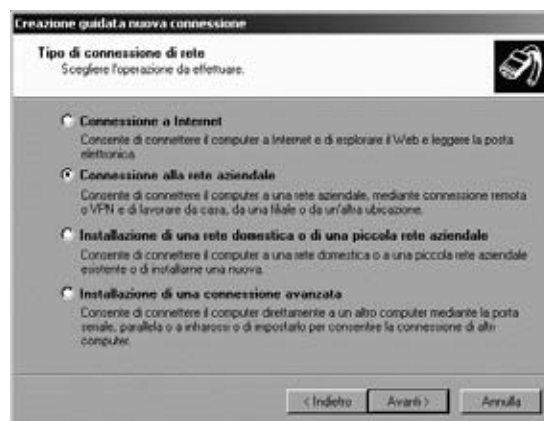 Creazione guidata nuova connessione
Tipo di connessione di rete
Scegliere l'operazione da effettuare.
Connessione a Internet
Consente di connettere il computer a Internet e di esplorare il Web e leggere la posta
elettronica.
Connessione alla rete aziendale
Consente di connettere il computer a una rete aziendale, mediante connessione remota
o VPN e di lavorare da casa, da una filiale o da un'altra ubicazione.
Installazione di una rete domestica o di una piccola rete aziendale
Consente di connettere il computer a una rete domestica o a una piccola rete aziendale
esistente o di installarne una nuova.
Installazione di una connessione avanzata
Consente di connettere il computer direttamente a un altro computer mediante la porta
seriale, parallela o a infrarossi o di impostarlo per consentire la connessione di altri
computer.
< Indietro Avanti > Annulla